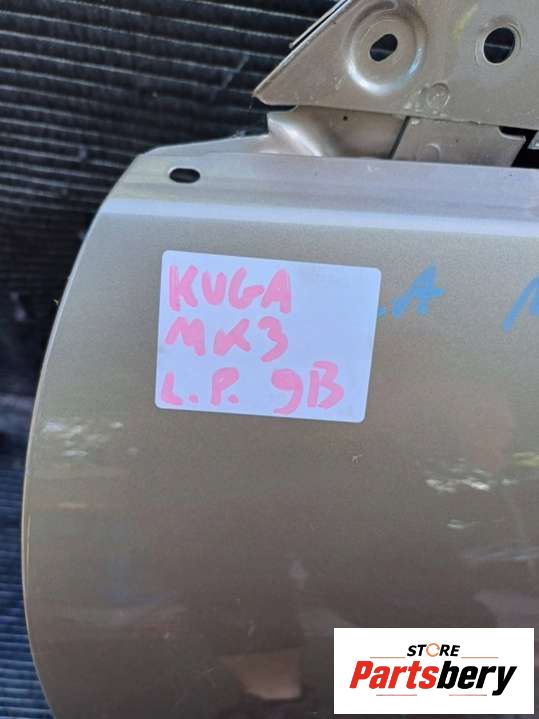 KUGA
MK3
L.P. 9B
.A
STORE
Partsbery